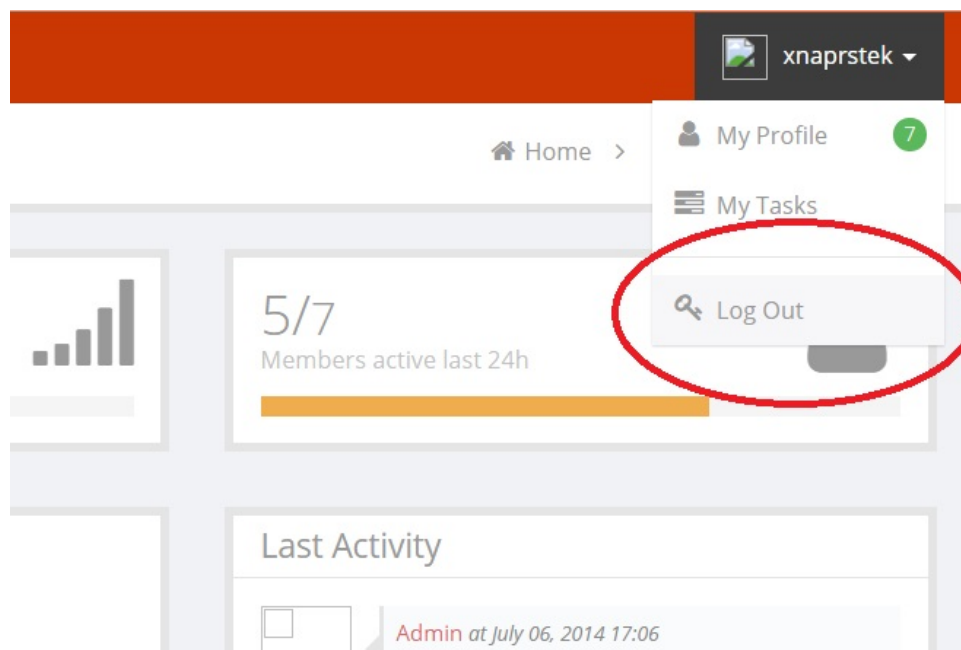 xnaprstek
Home >
My Profile 7
My Tasks
Log Out
5/7
Members active last 24h
Last Activity
Admin at July 06, 2014 17:06